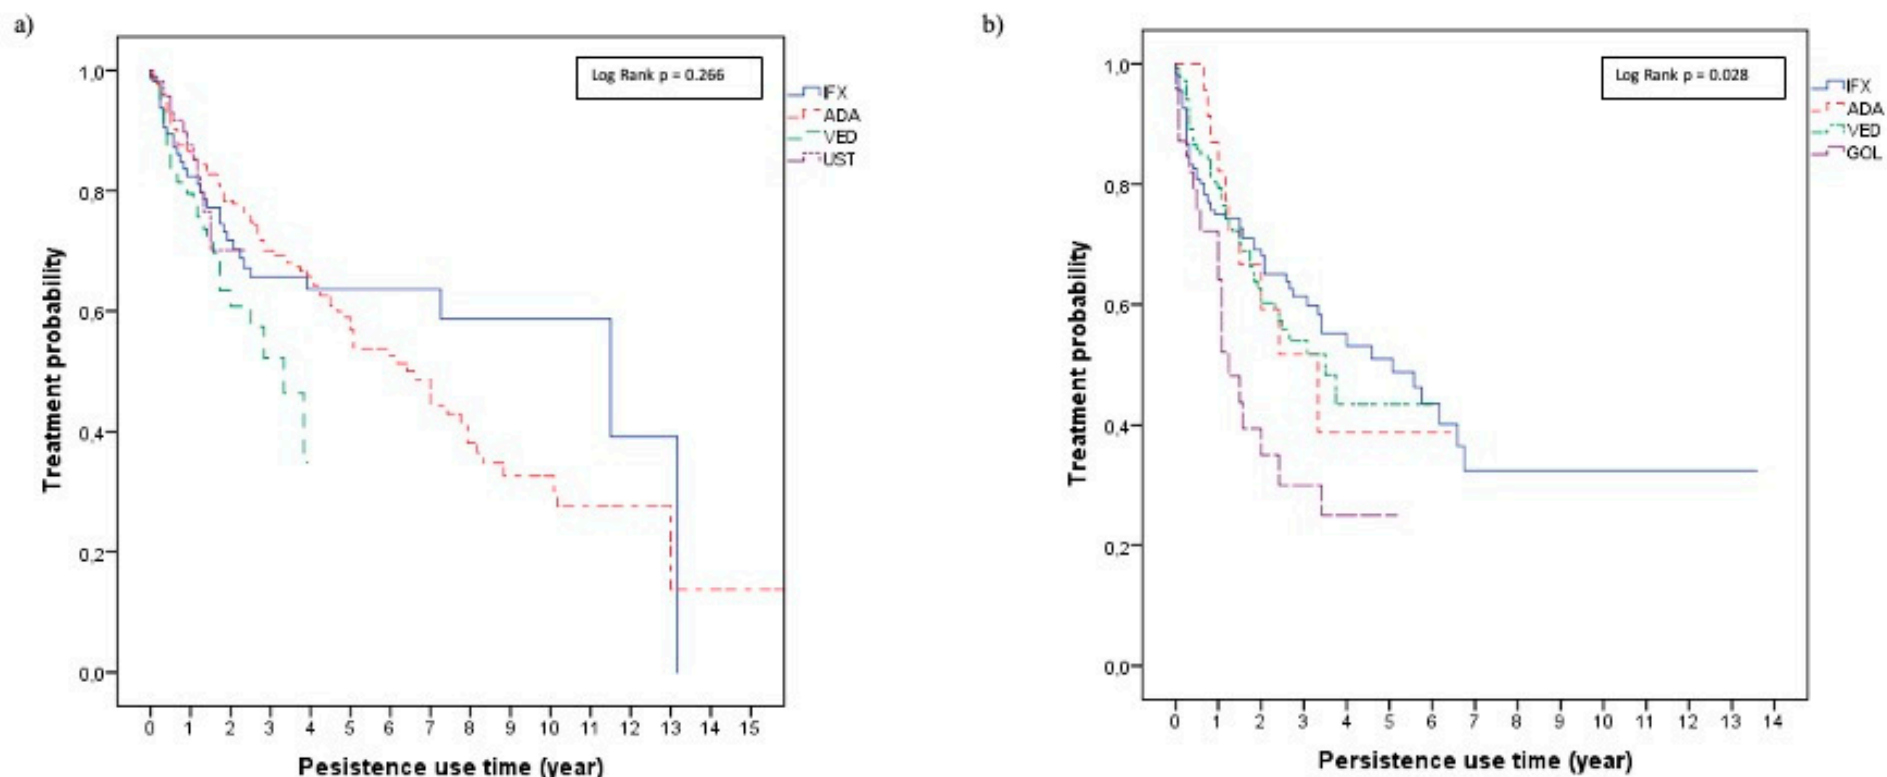 a)
Log Rank p = 0.266
IFX
ADA
VED
UST
1,0
0,8
0,6
0,4
0,2
0,0
Treatment probability
0 1 2 3 4 5 6 7 8 9 10 11 12 13 14 15
Pesistence use time (year)
b)
Log Rank p = 0.028
IFX
ADA
VED
GOL
1,0
0,8
0,6
0,4
0,2
0,0
Treatment probability
0 1 2 3 4 5 6 7 8 9 10 11 12 13 14
Persistence use time (year)